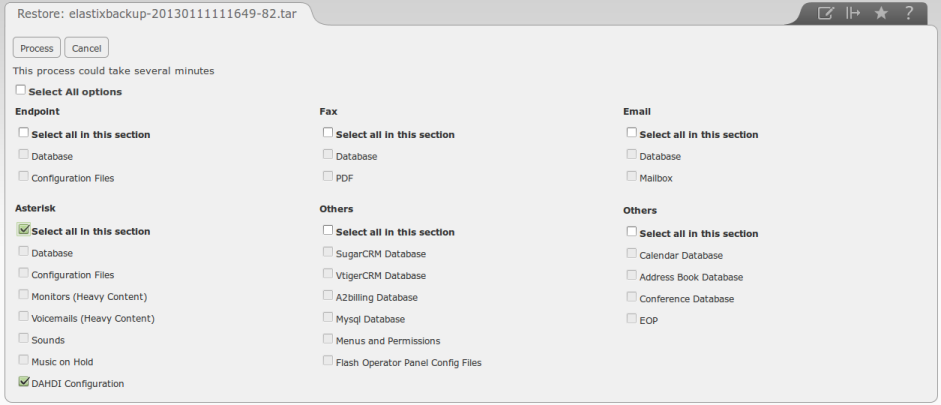 Restore: elastixbackup-20130111111649-82.tar
?
Process Cancel
This process could take several minutes
Select All options
Endpoint
Select all in this section
Database
Configuration Files
Fax
Select all in this section
Database
PDF
Email
Select all in this section
Database
Mailbox
Asterisk
Select all in this section
Database
Configuration Files
Monitors (Heavy Content)
Voicemails (Heavy Content)
Sounds
Music on Hold
DAHDI Configuration
Others
Select all in this section
SugarCRM Database
VtigerCRM Database
A2billing Database
Mysql Database
Menus and Permissions
Flash Operator Panel Config Files
Others
Select all in this section
Calendar Database
Address Book Database
Conference Database
EOP